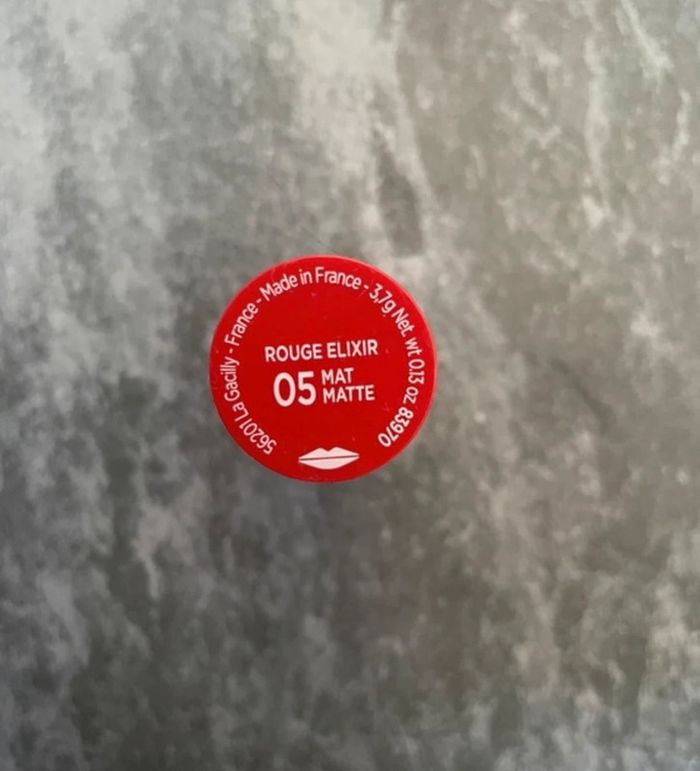 56201 La Gacilly - France - Made in France - 3,7g Net. wt 0.13 oz 83970
ROUGE ELIXIR
05 MAT
MATTE